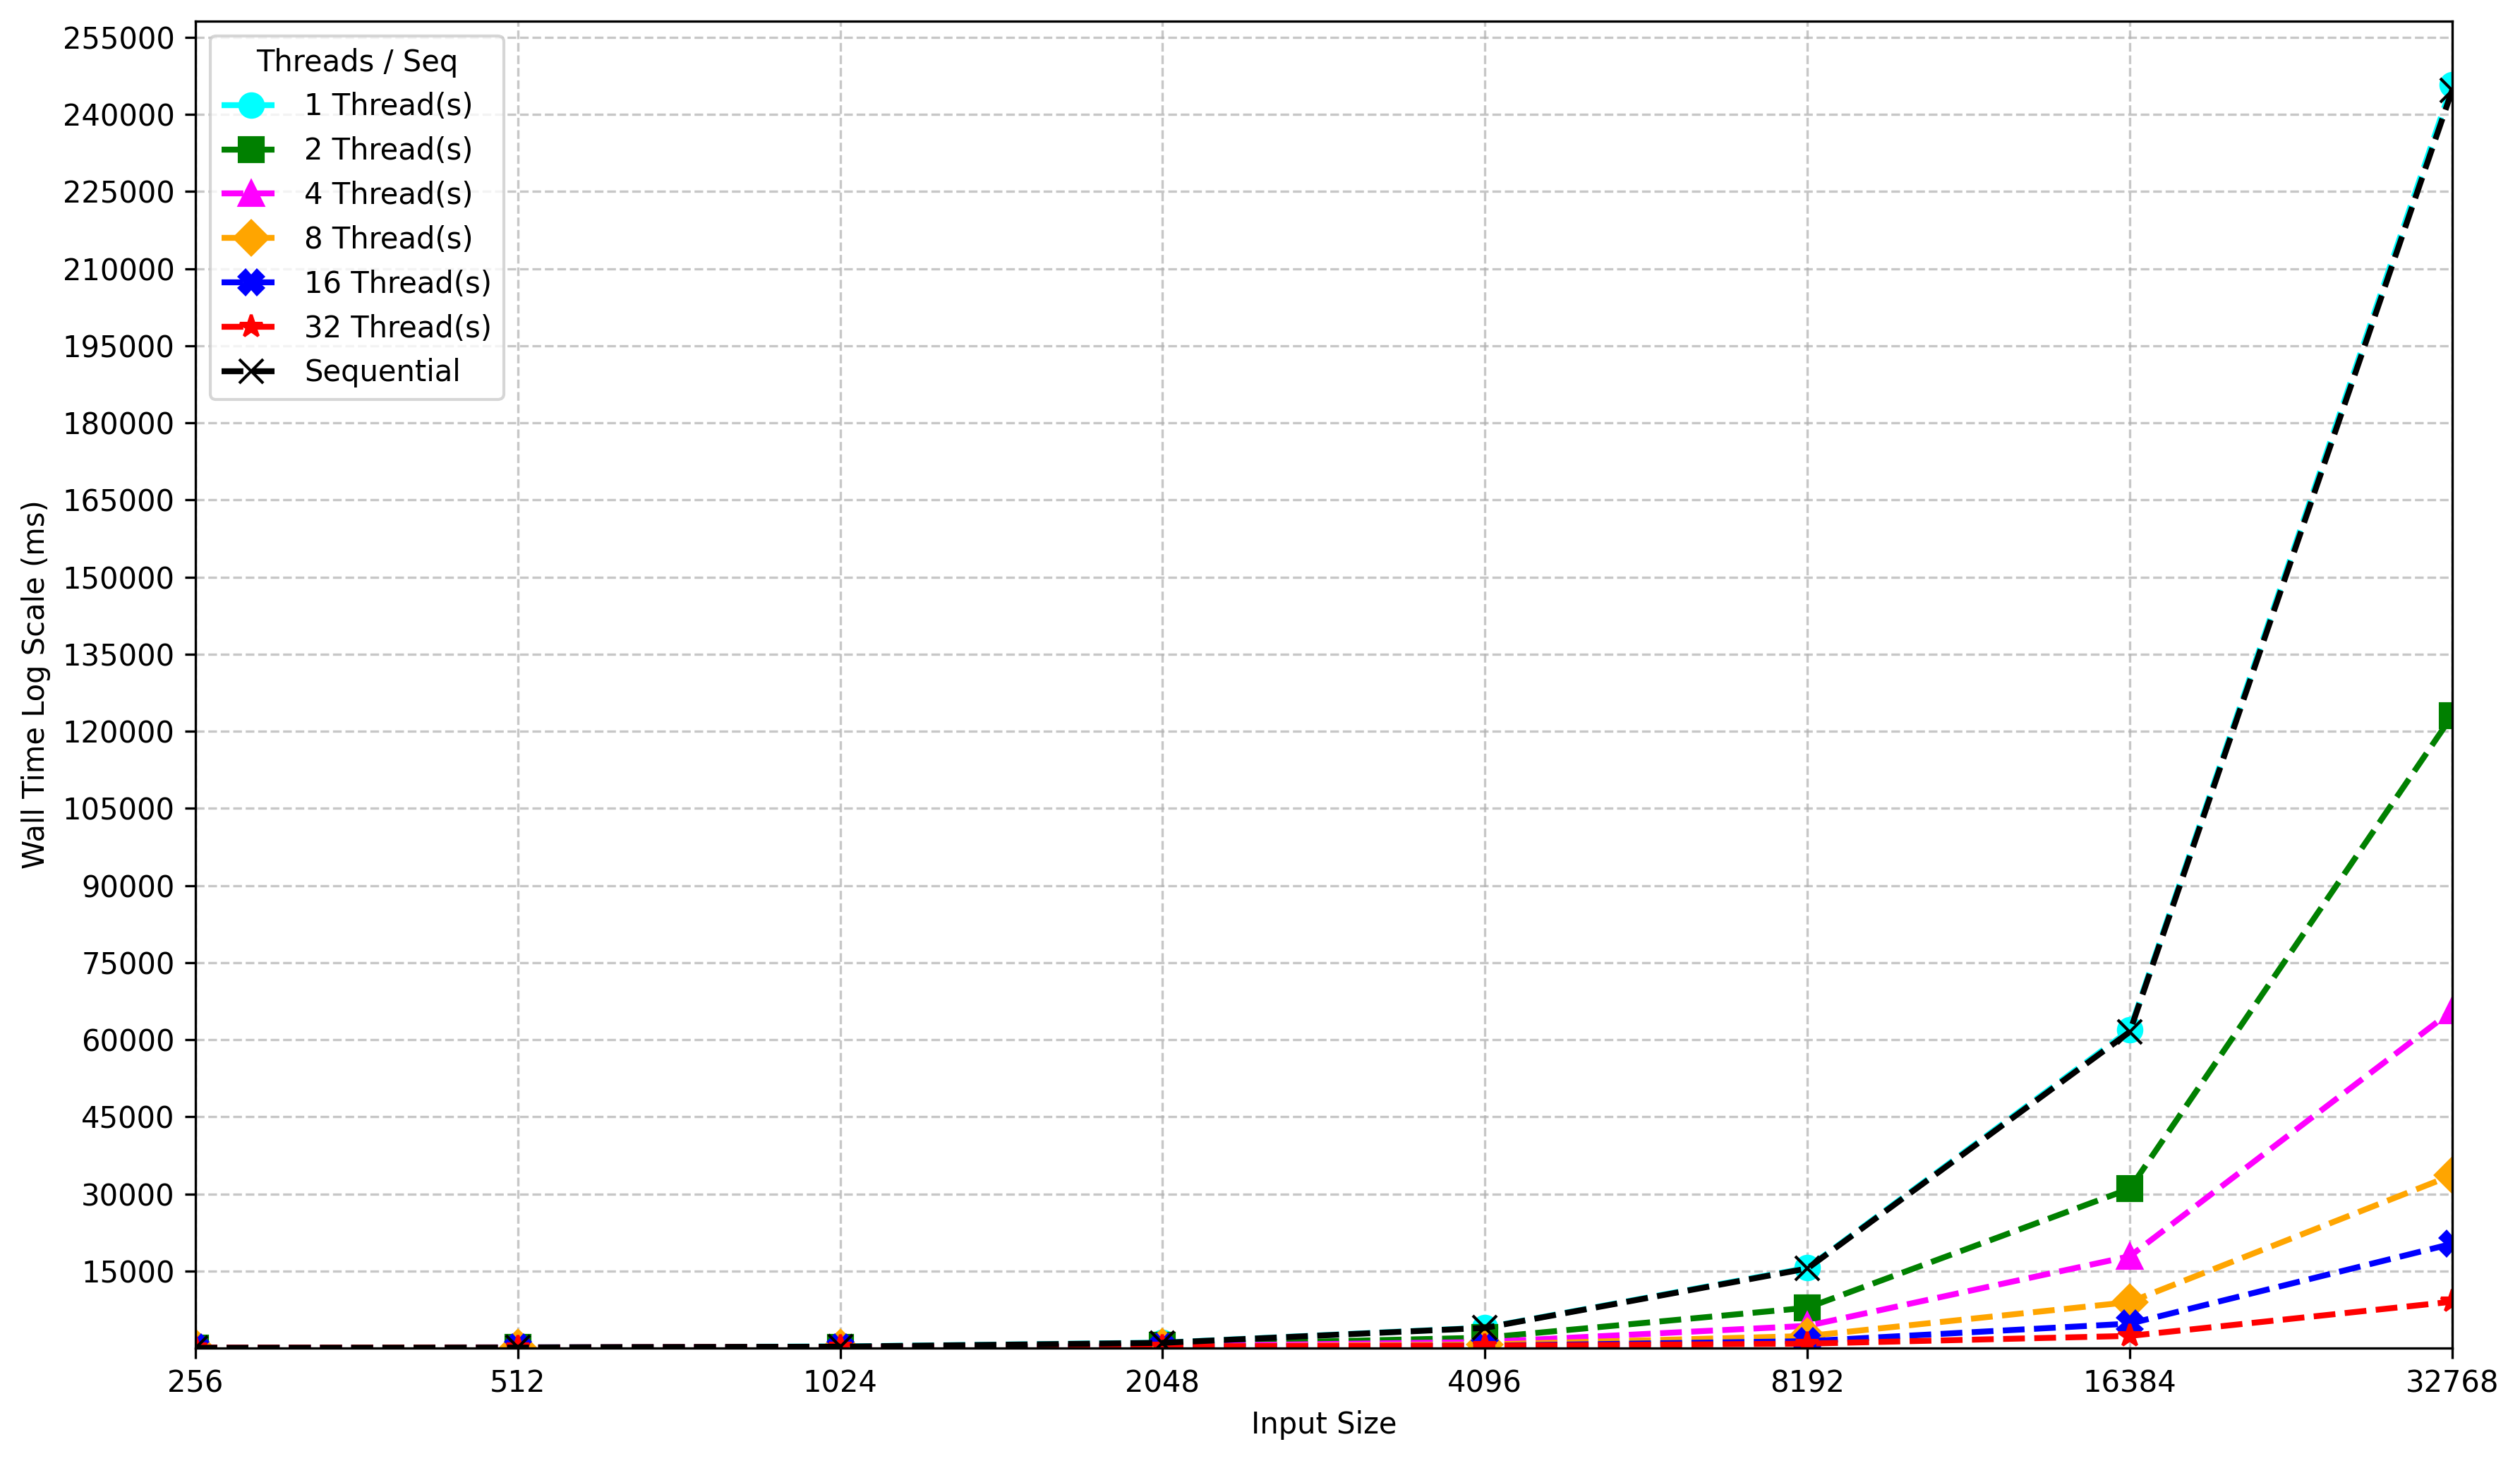 Threads / Seq
1 Thread(s)
2 Thread(s)
4 Thread(s)
8 Thread(s)
16 Thread(s)
32 Thread(s)
Sequential
Wall Time Log Scale (ms)
255000
240000
225000
210000
195000
180000
165000
150000
135000
120000
105000
90000
75000
60000
45000
30000
15000
256 512 1024 2048 4096 8192 16384 32768
Input Size